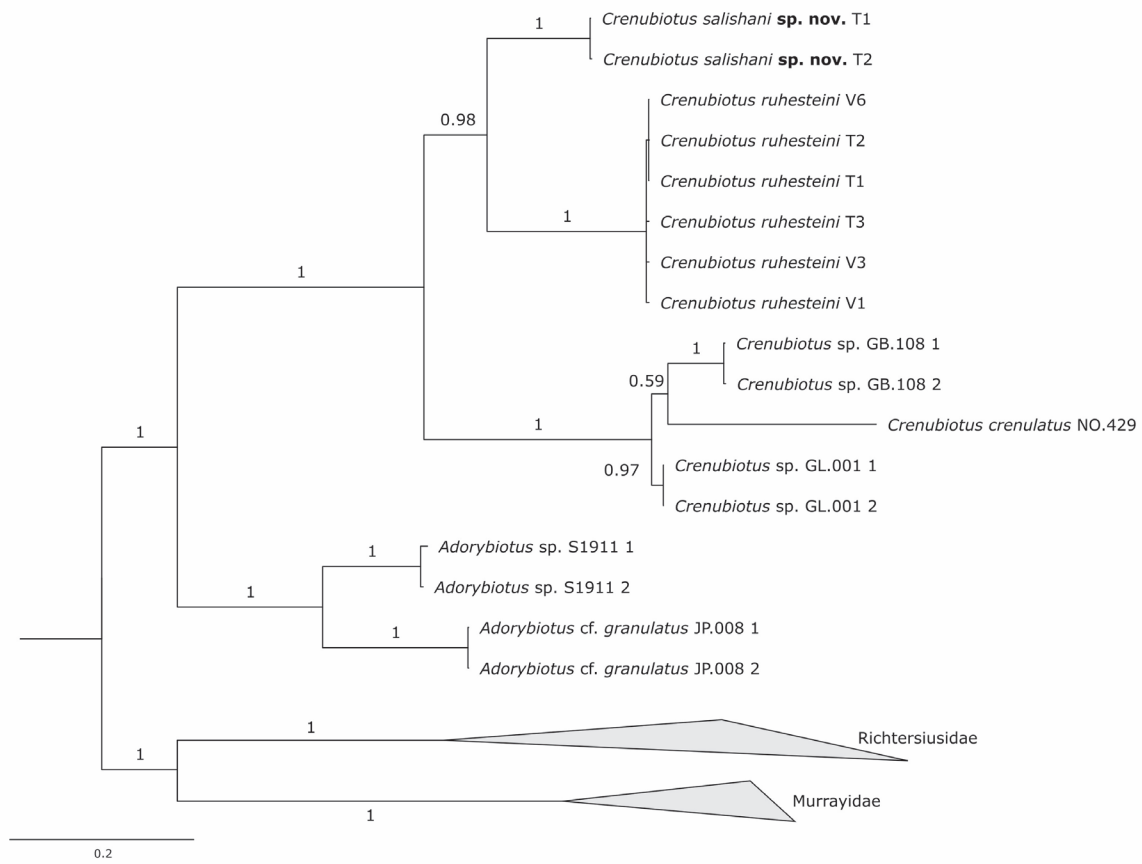 1
Crenubiotus salishani sp. nov. T1
Crenubiotus salishani sp. nov. T2
0.98
Crenubiotus ruhesteini V6
Crenubiotus ruhesteini T2
Crenubiotus ruhesteini T1
1
Crenubiotus ruhesteini T3
Crenubiotus ruhesteini V3
1
Crenubiotus ruhesteini V1
1
Crenubiotus sp. GB.108 1
0.59
Crenubiotus sp. GB.108 2
1
1
Crenubiotus crenulatus NO.429
0.97
Crenubiotus sp. GL.001 1
Crenubiotus sp. GL.001 2
1
Adorybiotus sp. S1911 1
1
Adorybiotus sp. S1911 2
1
Adorybiotus cf. granulatus JP.008 1
Adorybiotus cf. granulatus JP.008 2
1
1
Richtersiusidae
1
Murrayidae
0.2